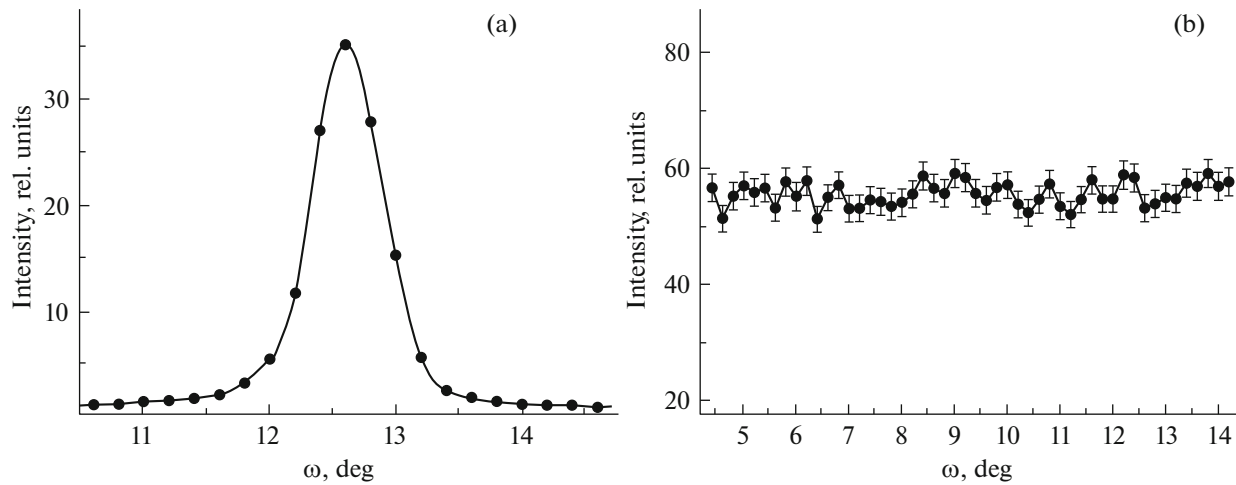 (a)
Intensity, rel. units
30
20
10
11 12 13 14
ω, deg
(b)
Intensity, rel. units
80
60
40
20
5 6 7 8 9 10 11 12 13 14
ω, deg